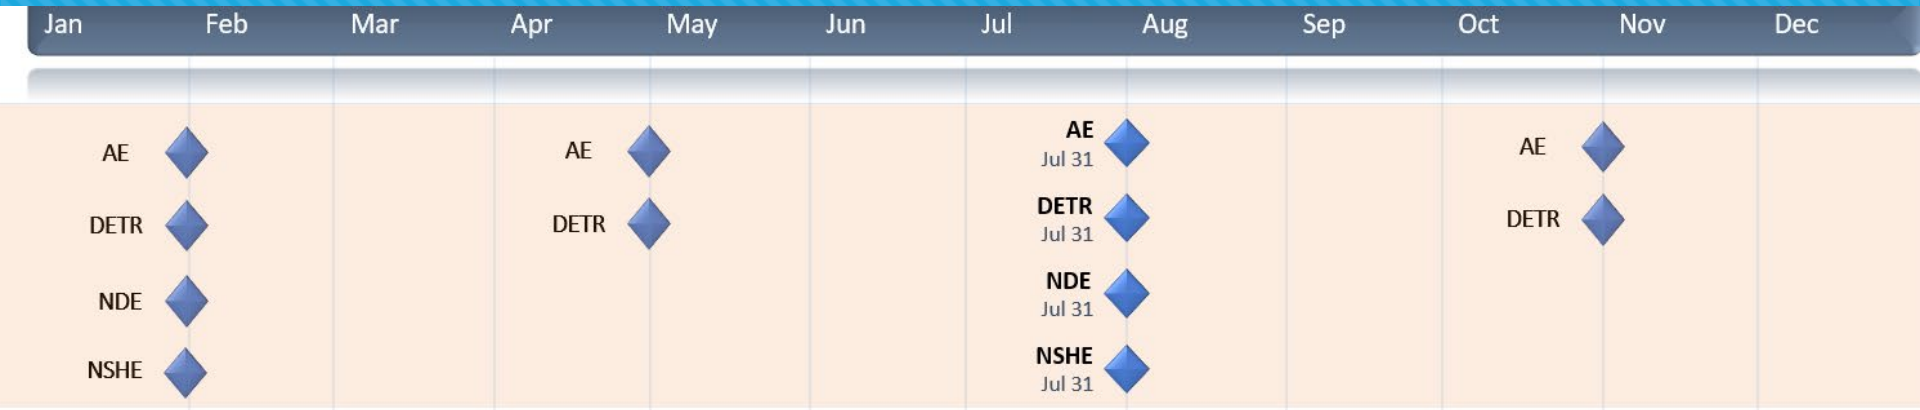 Jan Feb Mar Apr May Jun Jul Aug Sep Oct Nov Dec
AE AE AE AE
Jul 31
DETR DETR DETR DETR
Jul 31
NDE NDE
Jul 31
NSHE NSHE
Jul 31